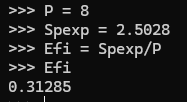 >>> P = 8
>>> Spexp = 2.5028
>>> Efi = Spexp/P
>>> Efi
0.31285